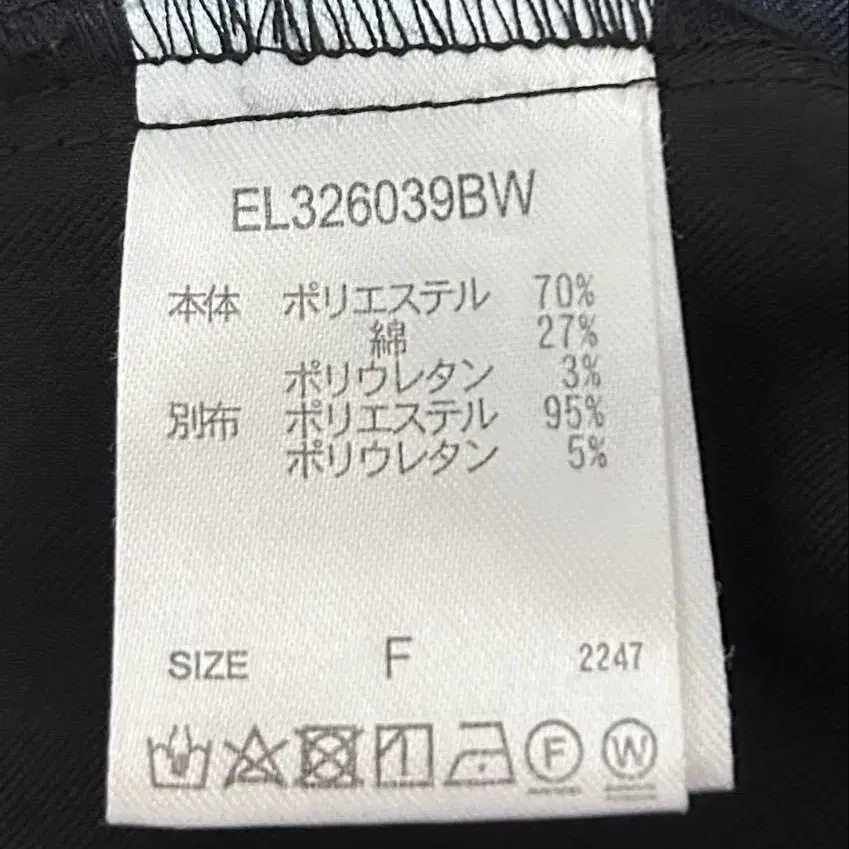 EL326039BW
本体 ポリエステル 70%
綿 27%
ポリウレタン 3%
別布 ポリエステル 95%
ポリウレタン 5%
SIZE F 2247
F W